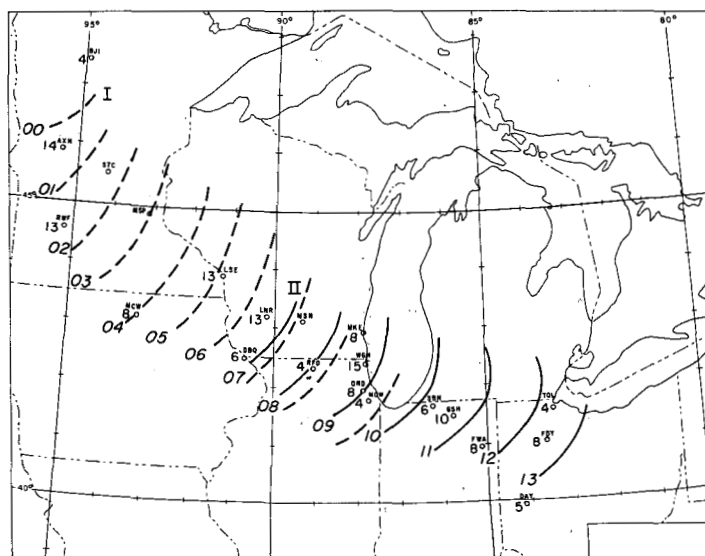 95° 90° 85° 80°
BJI
4
I
00
14 AXN
STC
01
45°
MSP
13 RWF
02
03
13 LSE
II
MCW
8
04
05
13 LNR
MSN
06
MKE
8
6 DBQ
07
4 RFD
15 WGN
08
ORD
8
4 MDW
09
10
6 SBN
10 GSH
TOL
4
11
FWA
8
12
FDY
8
13
40°
DAY
5